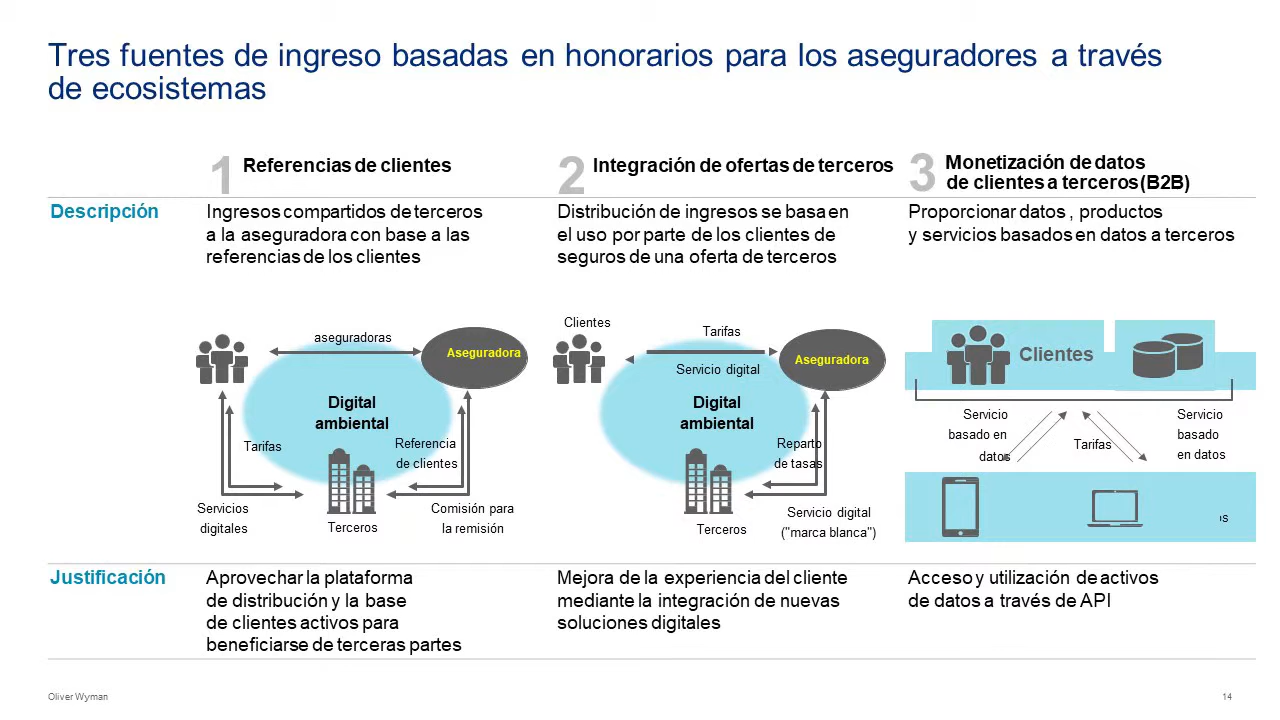 Tres fuentes de ingreso basadas en honorarios para los aseguradores a través
de ecosistemas
1 Referencias de clientes
2 Integración de ofertas de terceros
3 Monetización de datos
de clientes a terceros (B2B)
Descripción
Ingresos compartidos de terceros
a la aseguradora con base a las
referencias de los clientes
Distribución de ingresos se basa en
el uso por parte de los clientes de
seguros de una oferta de terceros
Proporcionar datos , productos
y servicios basados en datos a terceros
aseguradoras
Aseguradora
Digital
ambiental
Tarifas
Referencia
de clientes
Servicios
digitales
Terceros
Comisión para
la remisión
Clientes
Tarifas
Servicio digital
Aseguradora
Digital
ambiental
Reparto
de tasas
Terceros
Servicio digital
("marca blanca")
Clientes
Servicio
basado en
datos
Tarifas
Servicio
basado
en datos
Justificación
Aprovechar la plataforma
de distribución y la base
de clientes activos para
beneficiarse de terceras partes
Mejora de la experiencia del cliente
mediante la integración de nuevas
soluciones digitales
Acceso y utilización de activos
de datos a través de API
Oliver Wyman
14